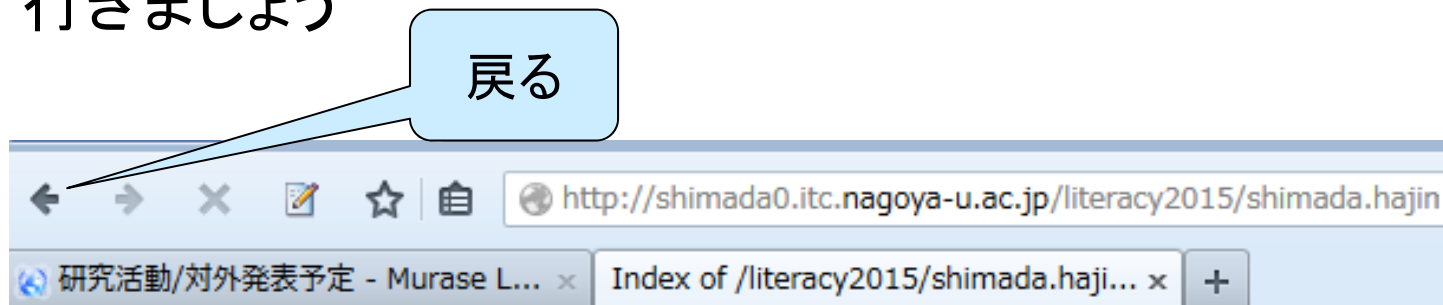 行きましょう
戻る
http://shimada0.itc.nagoya-u.ac.jp/literacy2015/shimada.hajin
研究活動/対外発表予定 - Murase L... × Index of /literacy2015/shimada.haji... × +